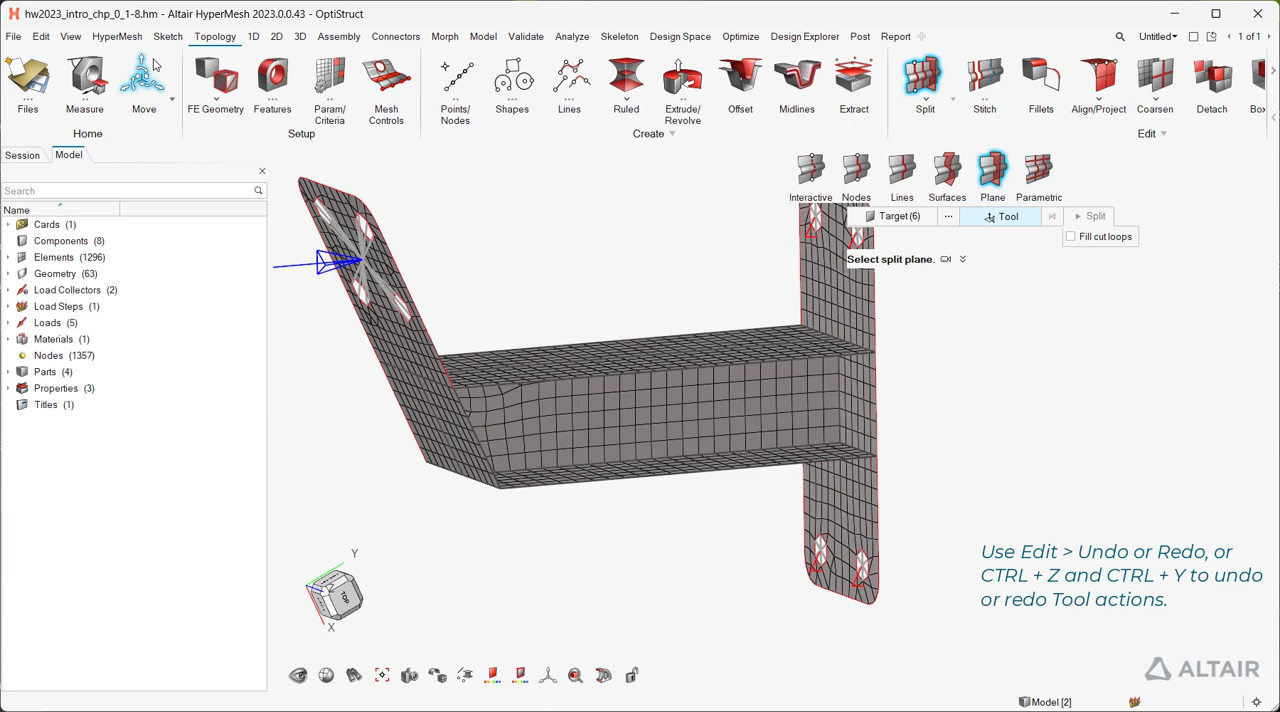 hw2023_intro_chp_0_1-8.hm - Altair HyperMesh 2023.0.0.43 - OptiStruct
File Edit View HyperMesh Sketch Topology 1D 2D 3D Assembly Connectors Morph Model Validate Analyze Skeleton Design Space Optimize Design Explorer Post Report Untitled 1 of 1
Files Measure Move FE Geometry Features Param/ Criteria Mesh Controls Points/ Nodes Shapes Lines Ruled Extrude/ Revolve Offset Midlines Extract Split Stitch Fillets Align/Project Coarsen Detach Box
Home Setup Create Edit
Session Model
Interactive Nodes Lines Surfaces Plane Parametric
Search
Target (6) ... Tool Split
Name
Fill cut loops
Cards (1)
Components (8)
Elements (1296)
Select split plane.
Geometry (63)
Load Collectors (2)
Load Steps (1)
Loads (5)
Materials (1)
Nodes (1357)
Parts (4)
Properties (3)
Titles (1)
Use Edit > Undo or Redo, or
CTRL + Z and CTRL + Y to undo
or redo Tool actions.
Y
TOP
X
ALTAIR
Model [2]